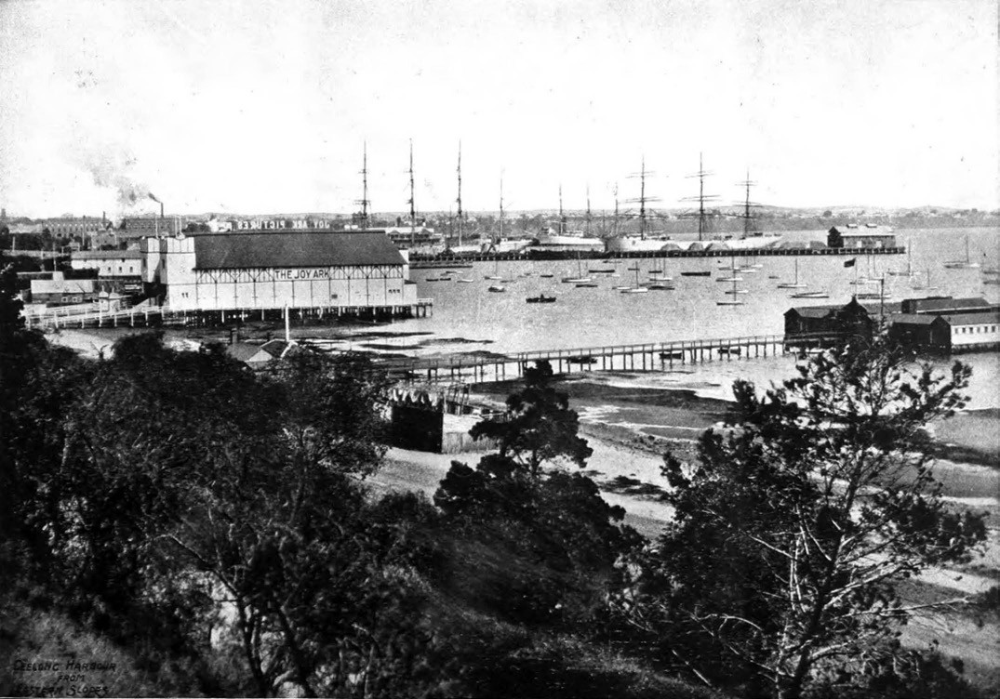 JOY ARK PICTURES
THE JOY ARK
GEELONG HARBOUR
FROM
EASTERN SLOPES